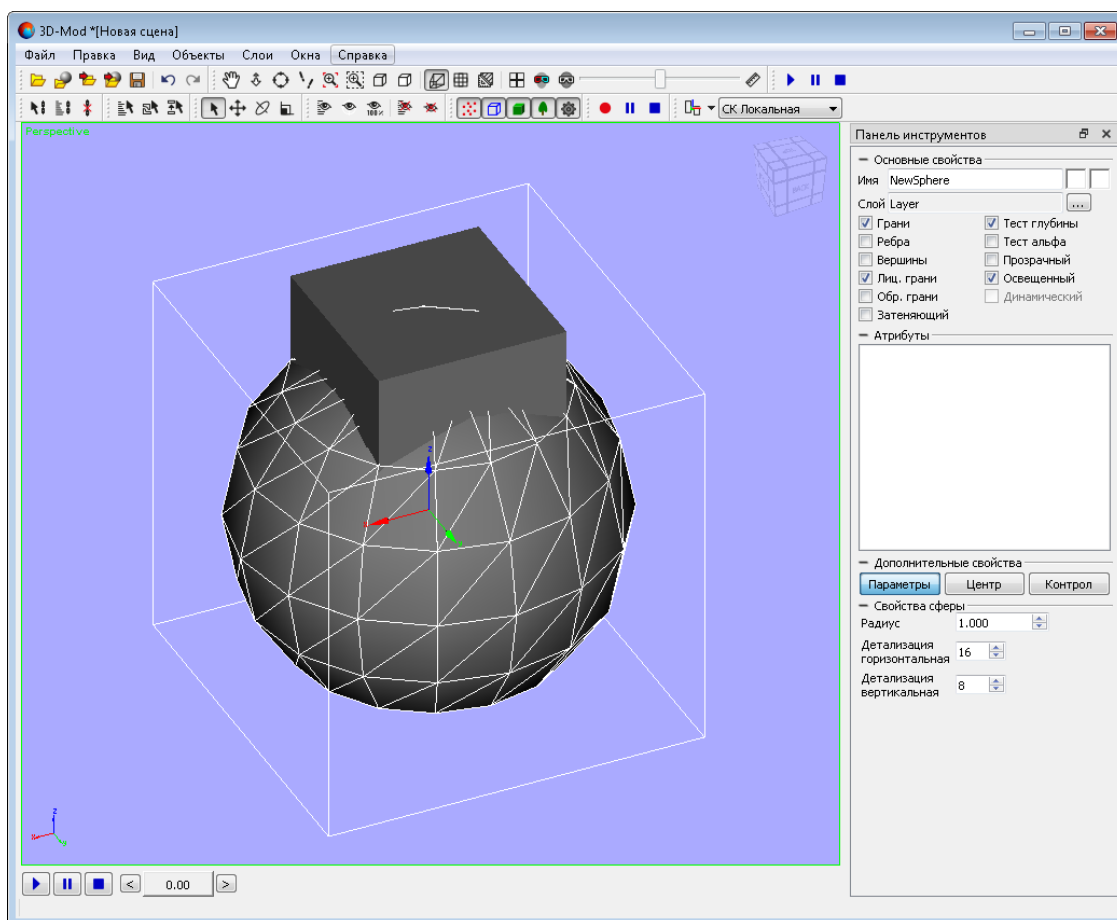 3D-Mod *[Новая сцена]
Файл Правка Вид Объекты Слои Окна Справка
100%
СК Локальная
Perspective
BACK
Панель инструментов
Основные свойства
Имя NewSphere
Слой Layer ...
Грани Тест глубины
Ребра Тест альфа
Вершины Прозрачный
Лиц. грани Освещенный
Обр. грани Динамический
Затеняющий
Атрибуты
z
x
Дополнительные свойства
Параметры Центр Контрол
Свойства сферы
Радиус 1.000
Детализация
горизонтальная 16
Детализация
вертикальная 8
z
x
< 0.00 >